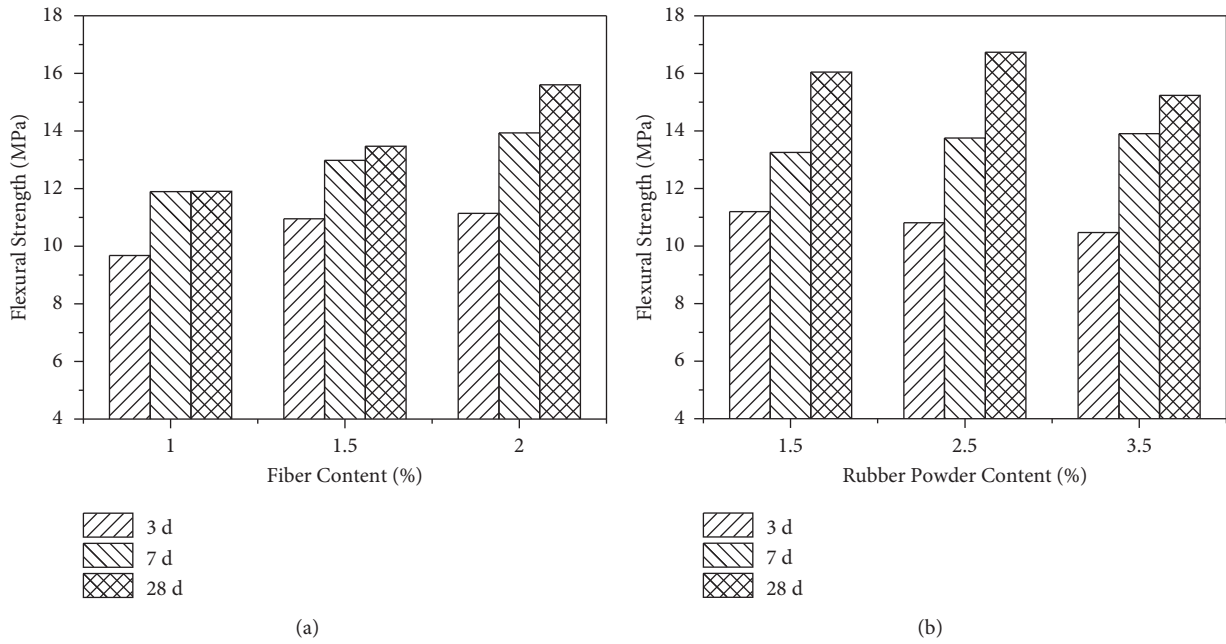 18
16
14
12
10
8
6
4
Flexural Strength (MPa)
1 1.5 2
Fiber Content (%)
3 d
7 d
28 d
(a)
18
16
14
12
10
8
6
4
Flexural Strength (MPa)
1.5 2.5 3.5
Rubber Powder Content (%)
3 d
7 d
28 d
(b)